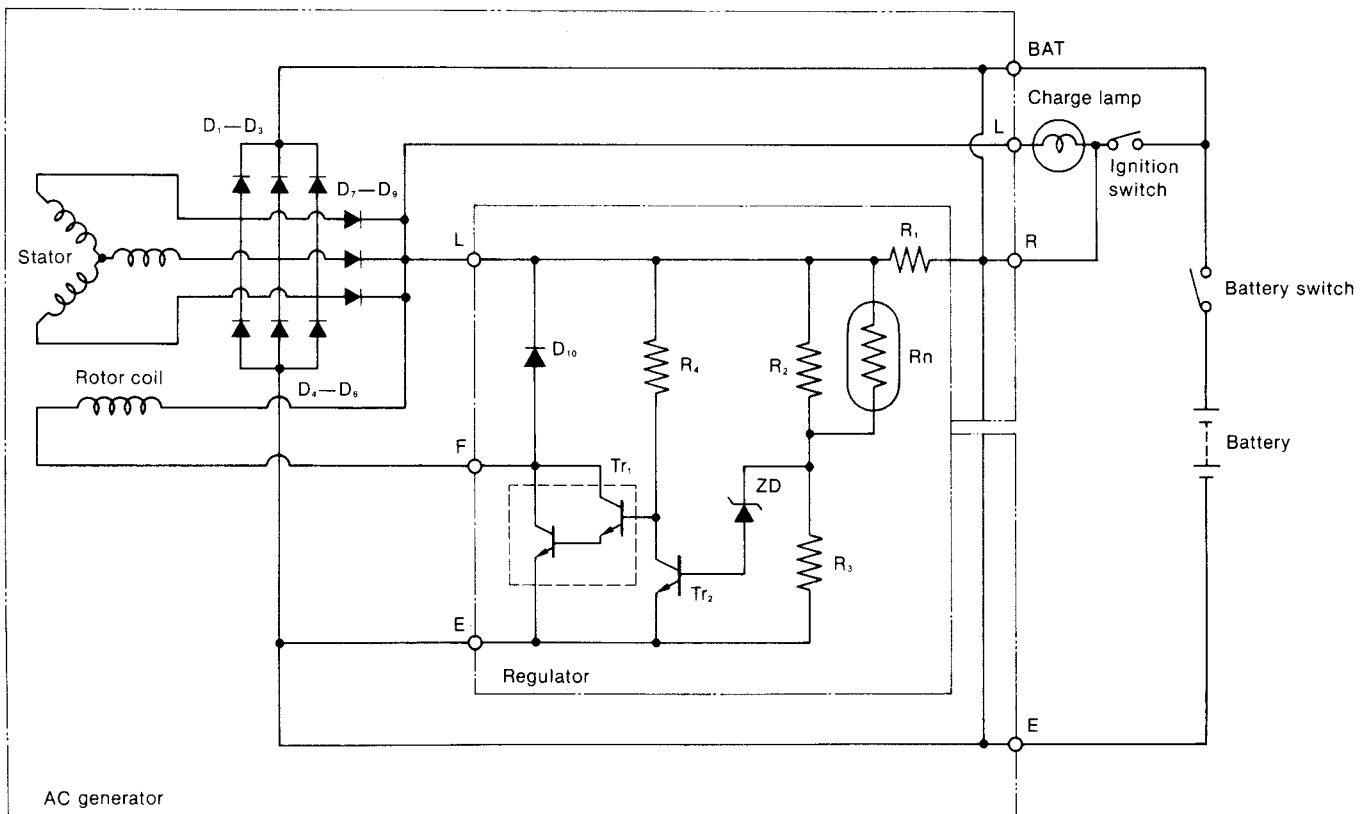 BAT
Charge lamp
D₁—D₃
L
D₇—D₉
Ignition
switch
R₁
L
R
Stator
Battery switch
D₁₀
R₄
R₂
Rn
Rotor coil
D₄—D₆
Battery
F
Tr₁
ZD
R₃
Tr₂
E
Regulator
E
AC generator